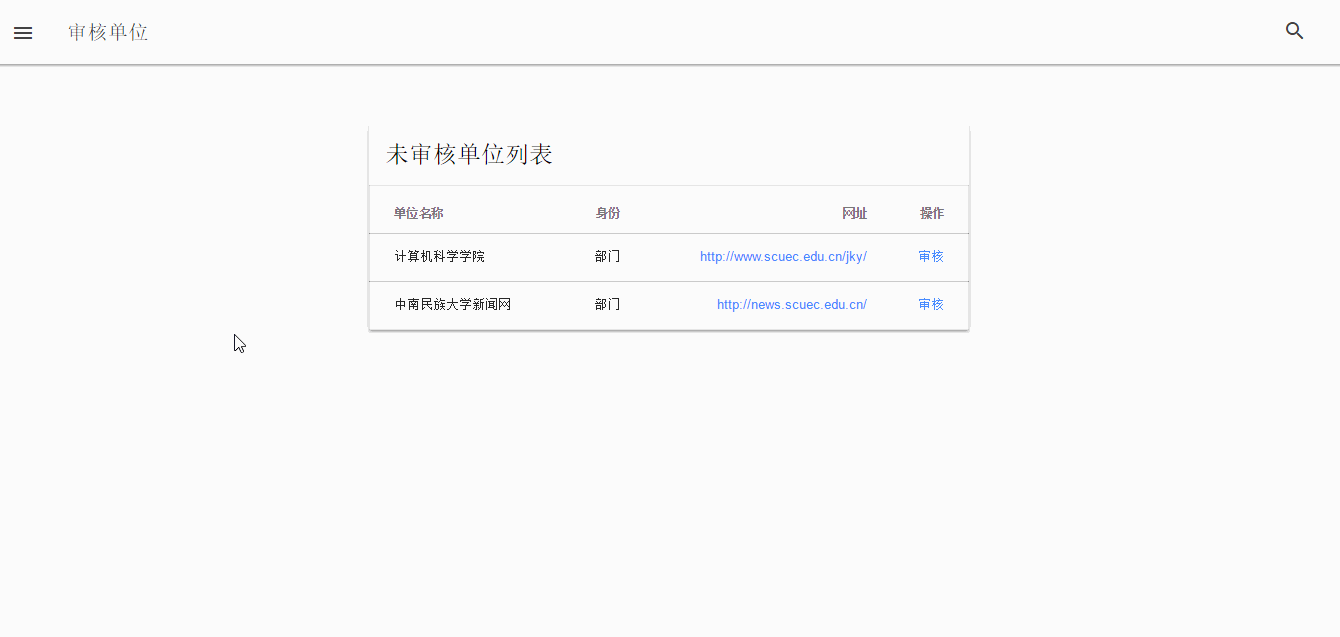 审核单位
未审核单位列表
单位名称 身份 网址 操作
计算机科学学院 部门 http://www.scuec.edu.cn/jky/ 审核
中南民族大学新闻网 部门 http://news.scuec.edu.cn/ 审核